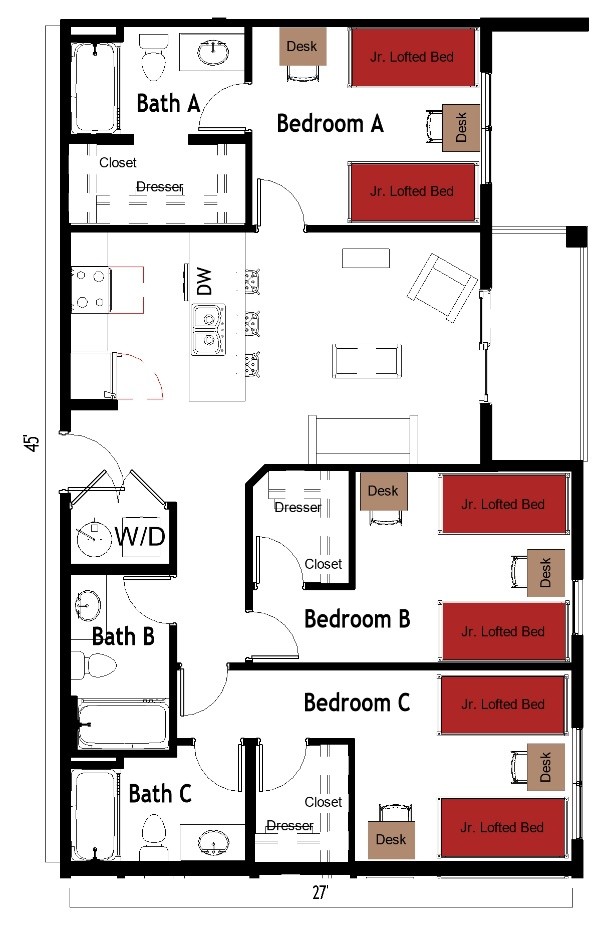 Desk
Jr. Lofted Bed
Bath A
Bedroom A
Desk
Closet
Dresser
Jr. Lofted Bed
DW
45'
Desk
Jr. Lofted Bed
Dresser
W/D
Closet
Desk
Bedroom B
Jr. Lofted Bed
Bath B
Bedroom C
Jr. Lofted Bed
Desk
Bath C
Closet
Dresser
Jr. Lofted Bed
Desk
27'